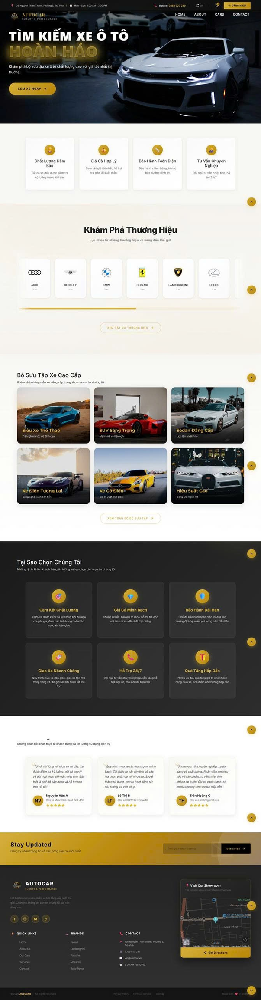 126 Nguyen Thien Thanh, Phuong 5, Tra Vinh | Mon - Sun: 9:00 AM - 7:00 PM
Hotline: 0368 920 249
ĐĂNG NHẬP
AUTOCAR
LUXURY & PERFORMANCE
HOME ABOUT CARS CONTACT
TÌM KIẾM XE Ô TÔ
HOÀN HẢO
Khám phá bộ sưu tập xe ô tô chất lượng cao với giá tốt nhất thị
trường
XEM XE NGAY →
Chất Lượng Đảm
Bảo
Tất cả xe đều được kiểm tra
kỹ lưỡng trước khi bán
Giá Cả Hợp Lý
Cam kết giá tốt nhất, hỗ trợ
trả góp lãi suất thấp
Bảo Hành Toàn Diện
Bảo hành chính hãng, hỗ trợ
bảo dưỡng định kỳ
Tư Vấn Chuyên
Nghiệp
Đội ngũ tư vấn nhiệt tình, hỗ
trợ 24/7
Khám Phá Thương Hiệu
Lựa chọn từ những thương hiệu xe hàng đầu thế giới
AUDI
BENTLEY
BMW
FERRARI
LAMBORGHINI
LEXUS
XEM TẤT CẢ THƯƠNG HIỆU →
Bộ Sưu Tập Xe Cao Cấp
Khám phá những mẫu xe đẳng cấp trong showroom của chúng tôi
Siêu Xe Thể Thao
Trải nghiệm tốc độ đỉnh cao
SUV Sang Trọng
Mạnh mẽ và tiện nghi
Sedan Đẳng Cấp
Lịch lãm và tinh tế
Xe Điện Tương Lai
Công nghệ xanh tiên tiến
Xe Cổ Điển
Giá trị vượt thời gian
Hiệu Suất Cao
Động lực mạnh mẽ
XEM TOÀN BỘ BỘ SƯU TẬP →
Tại Sao Chọn Chúng Tôi
Những lý do khiến khách hàng tin tưởng và lựa chọn dịch vụ của chúng tôi
Cam Kết Chất Lượng
100% xe được kiểm tra kỹ lưỡng bởi đội ngũ
chuyên gia, đảm bảo tình trạng hoàn hảo
trước khi bàn giao
Giá Cả Minh Bạch
Không phí ẩn, báo giá rõ ràng, hỗ trợ trả góp
với lãi suất ưu đãi nhất thị trường
Bảo Hành Dài Hạn
Chế độ bảo hành toàn diện, hỗ trợ bảo
dưỡng định kỳ miễn phí trong năm đầu tiên
Giao Xe Nhanh Chóng
Quy trình mua xe đơn giản, giao xe tận nhà
trong vòng 24-48 giờ sau khi hoàn tất thủ
tục
Hỗ Trợ 24/7
Đội ngũ tư vấn chuyên nghiệp, sẵn sàng hỗ
trợ mọi lúc, mọi nơi khi bạn cần
Quà Tặng Hấp Dẫn
Nhiều ưu đãi, quà tặng giá trị cho khách
hàng mua xe, tích điểm đổi thưởng hấp dẫn
Những phản hồi chân thực từ khách hàng đã tin tưởng sử dụng dịch vụ
"Tôi rất hài lòng với dịch vụ tại đây. Xe
được kiểm tra kỹ lưỡng, giá cả hợp lý
và đội ngũ nhân viên rất nhiệt tình. Đặc
biệt là chế độ bảo hành và hỗ trợ sau
bán rất tốt!"
NV
Nguyễn Văn A
Chủ xe Mercedes-Benz GLE 450
"Quy trình mua xe rất nhanh gọn, minh
bạch. Tôi được tư vấn tận tình về các
lựa chọn phù hợp với nhu cầu. Sau 6
tháng sử dụng, xe vẫn hoạt động rất
tốt, không có vấn đề gì."
LT
Lê Thị B
Chủ xe BMW X7 xDrive40i
"Showroom rất chuyên nghiệp, xe đa
dạng và chất lượng. Nhân viên am hiểu
sâu về sản phẩm, tư vấn nhiệt tình
không ép buộc. Giá cả cạnh tranh, có
nhiều chương trình ưu đãi hấp dẫn!"
TH
Trần Hoàng C
Chủ xe Lamborghini Urus
Stay Updated
Đăng ký nhận thông tin về các dòng siêu xe mới nhất
Enter your email address
Subscribe →
AUTOCAR
LUXURY & PERFORMANCE
Nơi hội tụ những siêu phẩm xe hơi đẳng cấp nhất thế
giới. Chúng tôi không chỉ bán xe, chúng tôi tạo nên
đẳng cấp.
QUICK LINKS
Home
About Us
Our Cars
Services
Contact
BRANDS
Ferrari
Lamborghini
Porsche
McLaren
Rolls-Royce
CONTACT
126 Nguyễn Thiện Thành, Phường 5,
Trà Vinh
0368 920 249
vip@autocar.vn
9:00 AM - 8:00 PM
Visit Our Showroom
Trải nghiệm siêu xe trực tiếp tại showroom
Nhà Trọ Đỏ
Massage Sông
Google
Get Directions
AUTOCAR | All Rights Reserved
Privacy Policy Terms of Service Sitemap
Made with